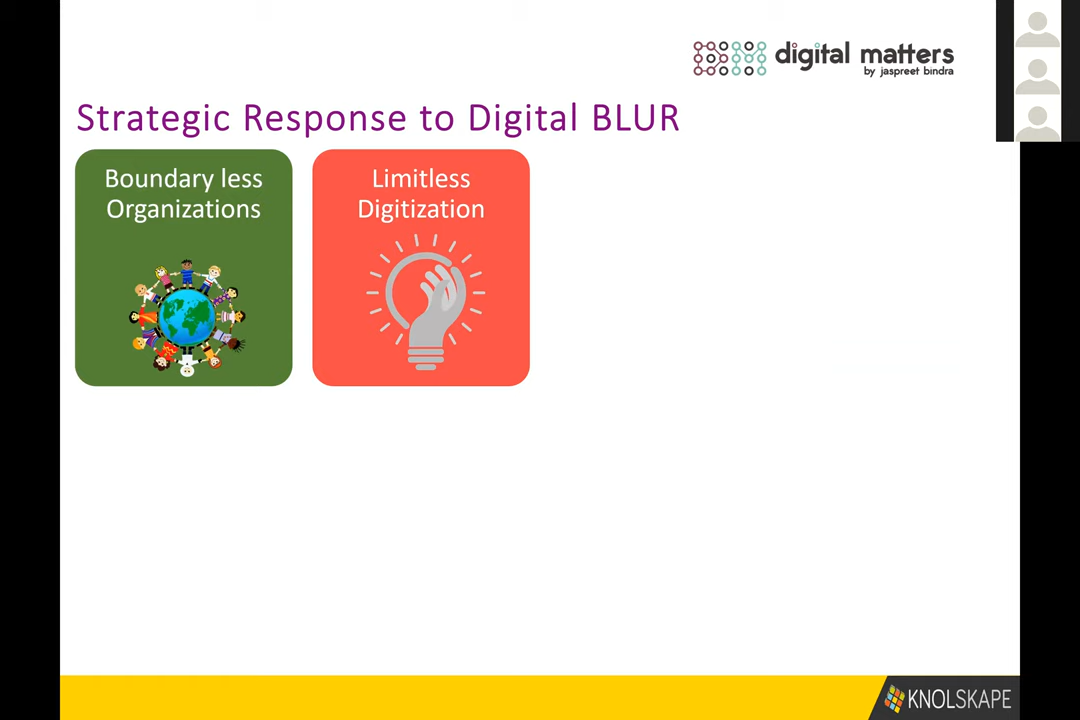 digital matters
by jaspreet bindra
Strategic Response to Digital BLUR
Boundary less
Organizations
Limitless
Digitization
KNOLSKAPE